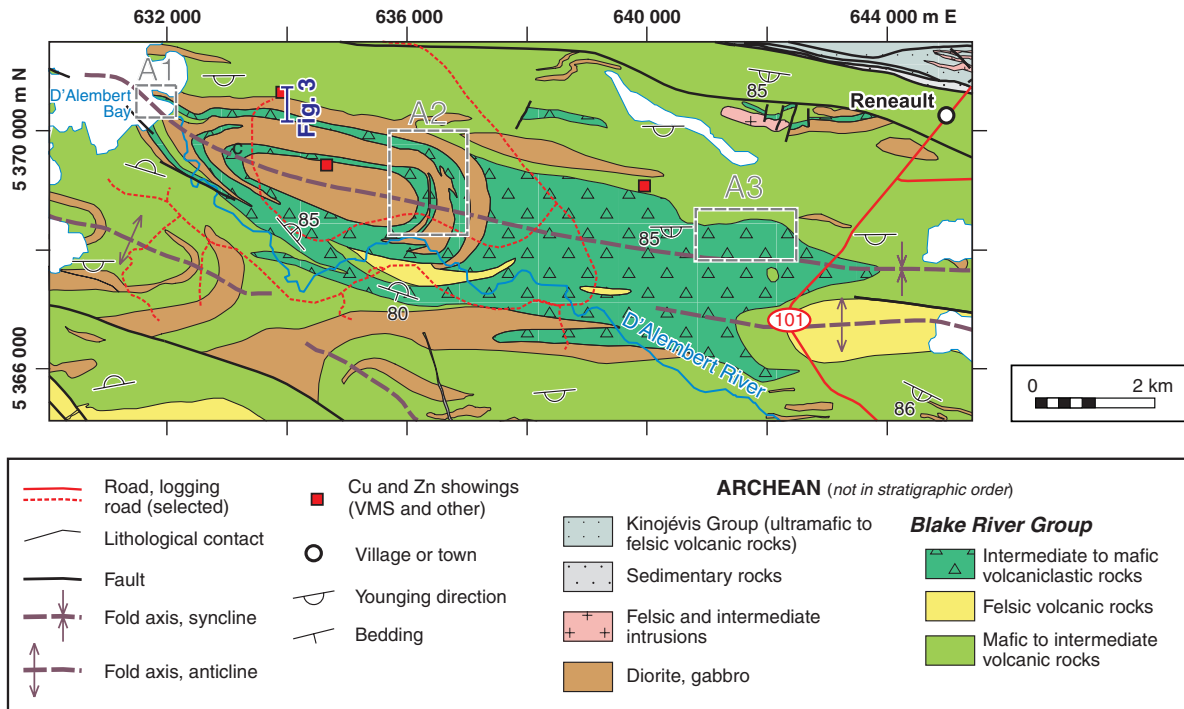 632 000
636 000
640 000
644 000 m E
5 370 000 m N
5 366 000
A1
D'Alembert
Bay
Fig. 3
A2
A3
C
85
Reneault
85
85
80
D'Alembert River
101
86
0
2 km
Road, logging
road (selected)
Lithological contact
Fault
Fold axis, syncline
Fold axis, anticline
Cu and Zn showings
(VMS and other)
Village or town
Younging direction
Bedding
ARCHEAN (not in stratigraphic order)
Kinojévis Group (ultramafic to
felsic volcanic rocks)
Sedimentary rocks
Felsic and intermediate
intrusions
Diorite, gabbro
Blake River Group
Intermediate to mafic
volcaniclastic rocks
Felsic volcanic rocks
Mafic to intermediate
volcanic rocks